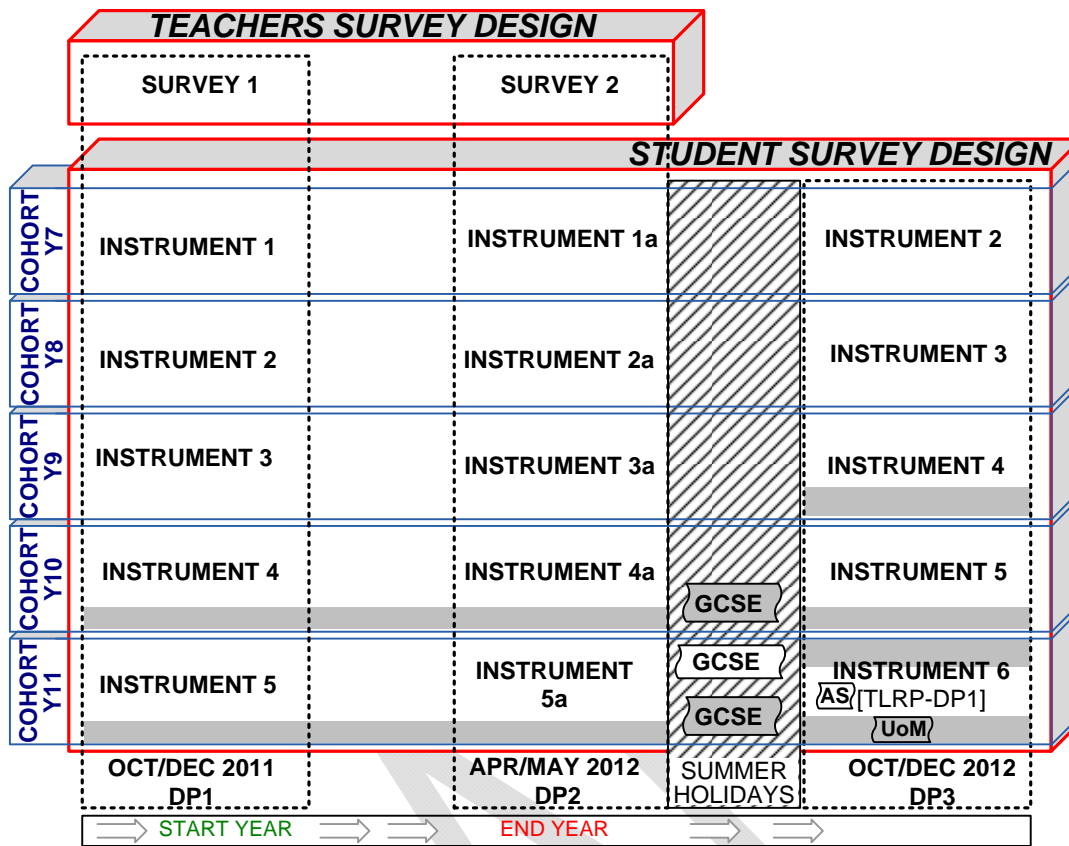 TEACHERS SURVEY DESIGN
SURVEY 1
SURVEY 2
STUDENT SURVEY DESIGN
COHORT
Y7
INSTRUMENT 1
INSTRUMENT 1a
INSTRUMENT 2
COHORT
Y8
INSTRUMENT 2
INSTRUMENT 2a
INSTRUMENT 3
COHORT
Y9
INSTRUMENT 3
INSTRUMENT 3a
INSTRUMENT 4
COHORT
Y10
INSTRUMENT 4
INSTRUMENT 4a
GCSE
INSTRUMENT 5
COHORT
Y11
INSTRUMENT 5
INSTRUMENT
5a
GCSE
GCSE
INSTRUMENT 6
AS [TLRP-DP1]
UoM
OCT/DEC 2011
DP1
APR/MAY 2012
DP2
SUMMER
HOLIDAYS
OCT/DEC 2012
DP3
START YEAR
END YEAR